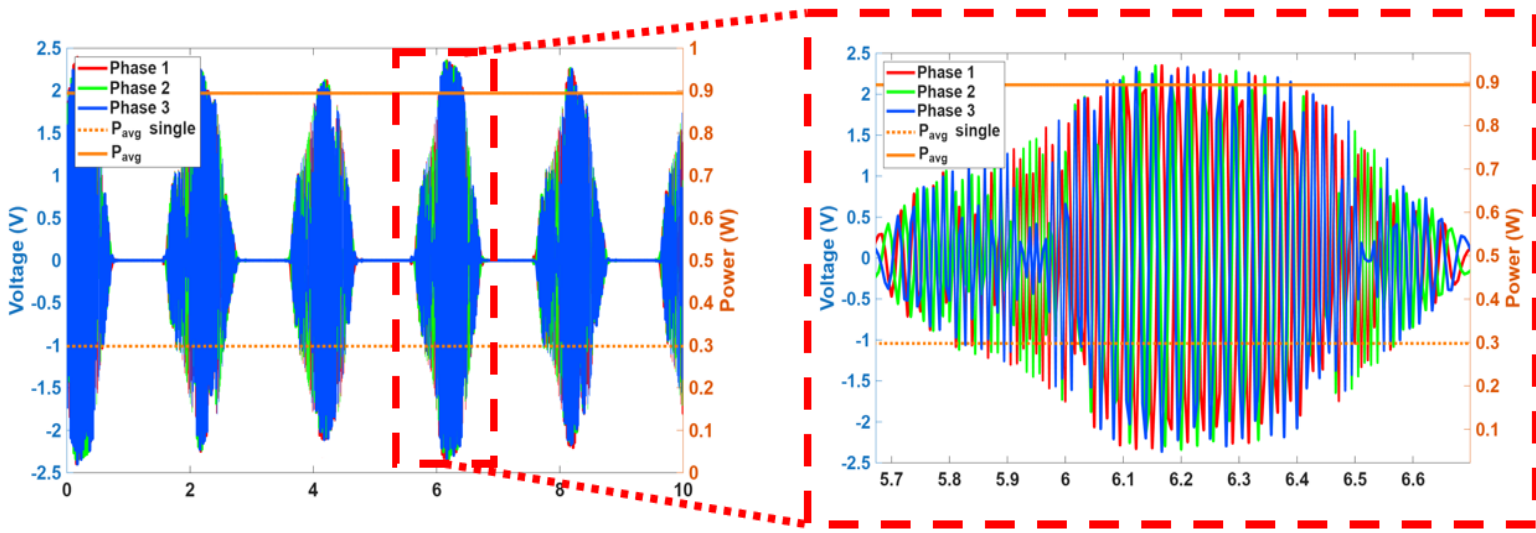 2.5
2
1.5
1
0.5
0
-0.5
-1
-1.5
-2
-2.5
Voltage (V)
Phase 1
Phase 2
Phase 3
Pavg single
Pavg
1
0.9
0.8
0.7
0.6
0.5
0.4
0.3
0.2
0.1
0
Power (W)
0 2 4 6 8 10
2.5
2
1.5
1
0.5
0
-0.5
-1
-1.5
-2
-2.5
Voltage (V)
Phase 1
Phase 2
Phase 3
Pavg single
Pavg
0.9
0.8
0.7
0.6
0.5
0.4
0.3
0.2
0.1
Power (W)
5.7 5.8 5.9 6 6.1 6.2 6.3 6.4 6.5 6.6